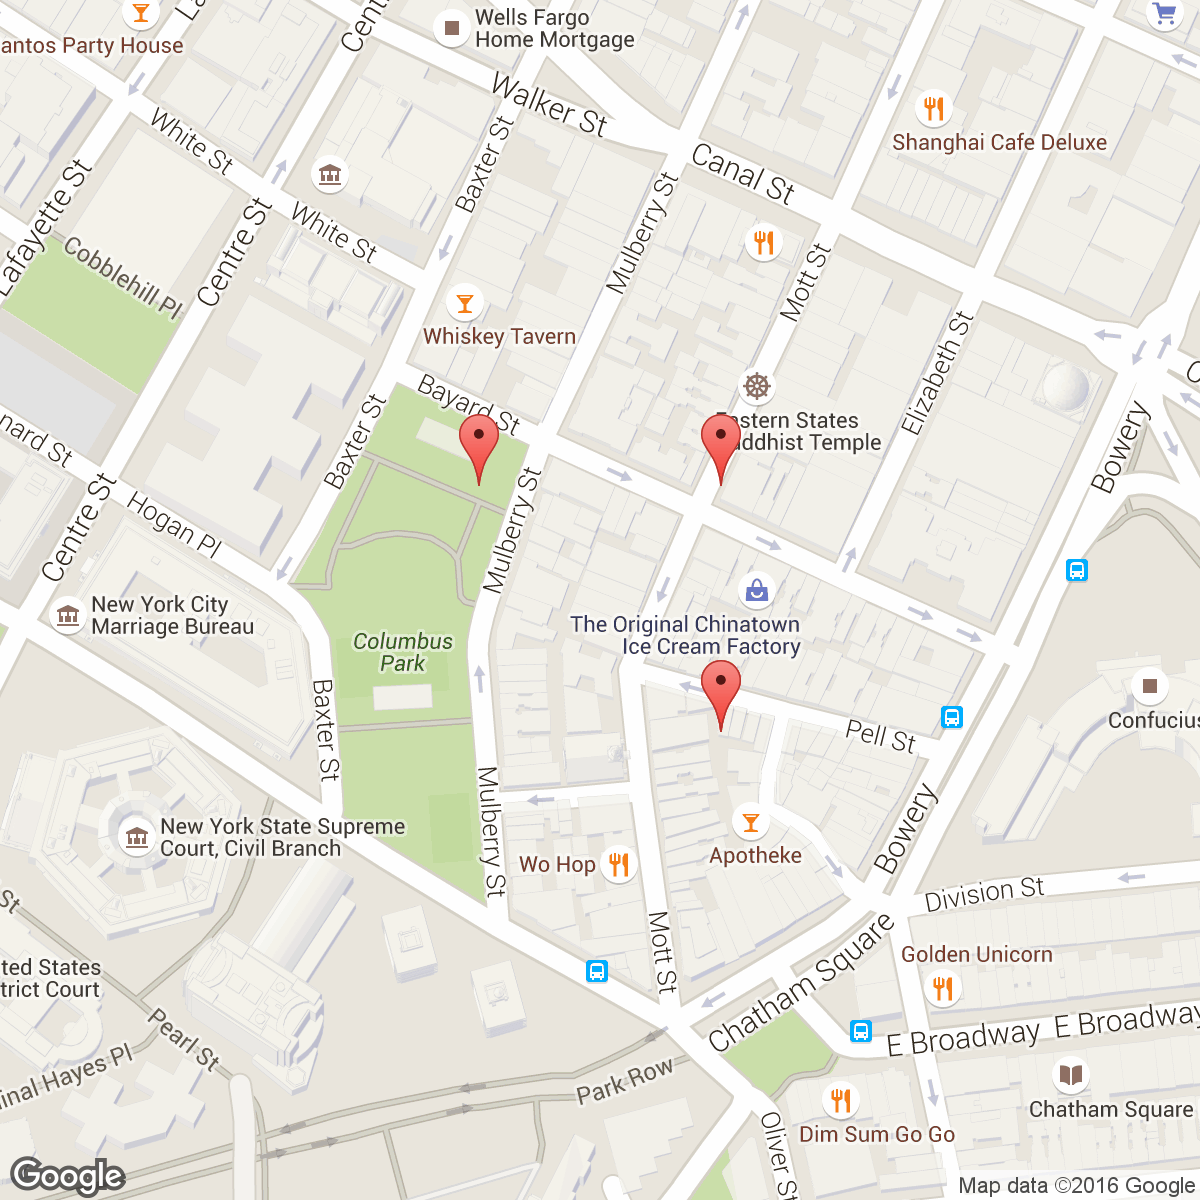 Wells Fargo
Home Mortgage
antos Party House
Centre
Walker St
White St
Baxter St
Canal St
Shanghai Cafe Deluxe
Lafayette St
Mulberry St
Centre St
White St
Cobblehill Pl
Mott St
Whiskey Tavern
Elizabeth St
Bayard St
Baxter St
Bowery
Eastern States
Buddhist Temple
nard St
Centre St
Hogan Pl
Mulberry St
New York City
Marriage Bureau
The Original Chinatown
Ice Cream Factory
Columbus
Park
Baxter St
Pell St
Confucius
Mulberry St
Bowery
New York State Supreme
Court, Civil Branch
Apotheke
Wo Hop
St
Division St
Mott St
Chatham Square
Golden Unicorn
ted States
trict Court
Pearl St
E Broadway
E Broadway
inal Hayes Pl
Park Row
Chatham Square
Oliver St
Dim Sum Go Go
Google
Map data ©2016 Google